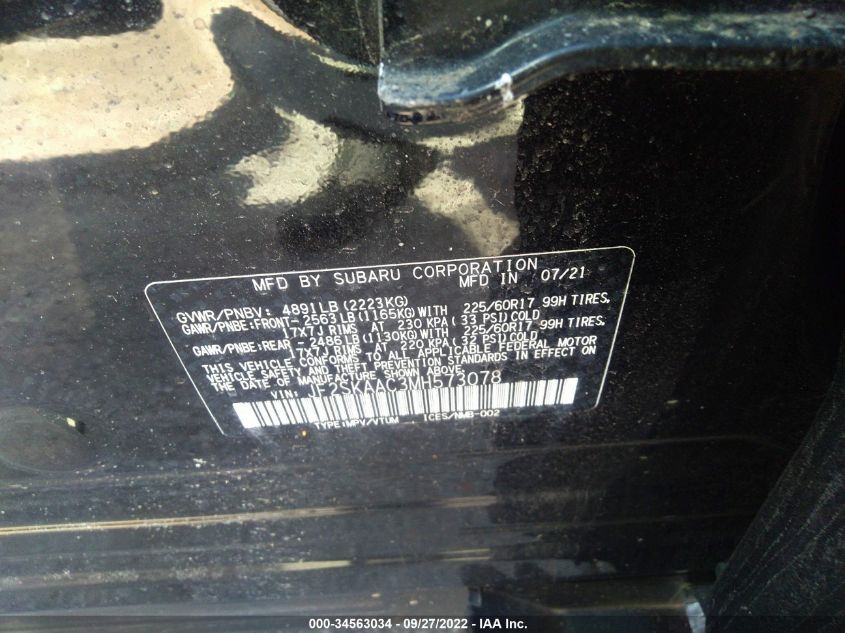 MFD BY SUBARU CORPORATION MFD IN 07/21
GVWR/PNBV: 4891LB (2223KG)
GAWR/PNBE:FRONT-2563LB (1165KG) WITH 225/60R17 99H TIRES,
17X7J RIMS AT 230 KPA ( 33 PSI) COLD
GAWR/PNBE:REAR -2486LB (1130KG) WITH 225/60R17 99H TIRES,
17X7J RIMS AT 220 KPA ( 32 PSI) COLD
THIS VEHICLE CONFORMS TO ALL APPLICABLE FEDERAL MOTOR
VEHICLE SAFETY AND THEFT PREVENTION STANDARDS IN EFFECT ON
THE DATE OF MANUFACTURE SHOWN ABOVE.
VIN: JF2SKAAC3MH573078
TYPE:MPV/VTUM ICES/NMB-002
000-34563034 - 09/27/2022 - IAA Inc.